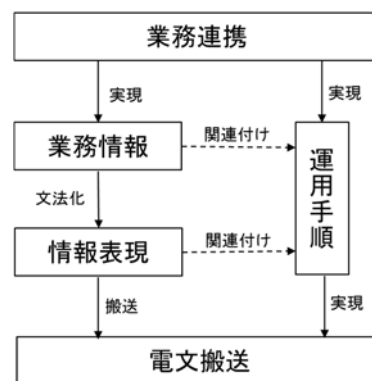 業務連携
実現
実現
業務情報
関連付け
運用手順
文法化
情報表現
関連付け
搬送
実現
電文搬送